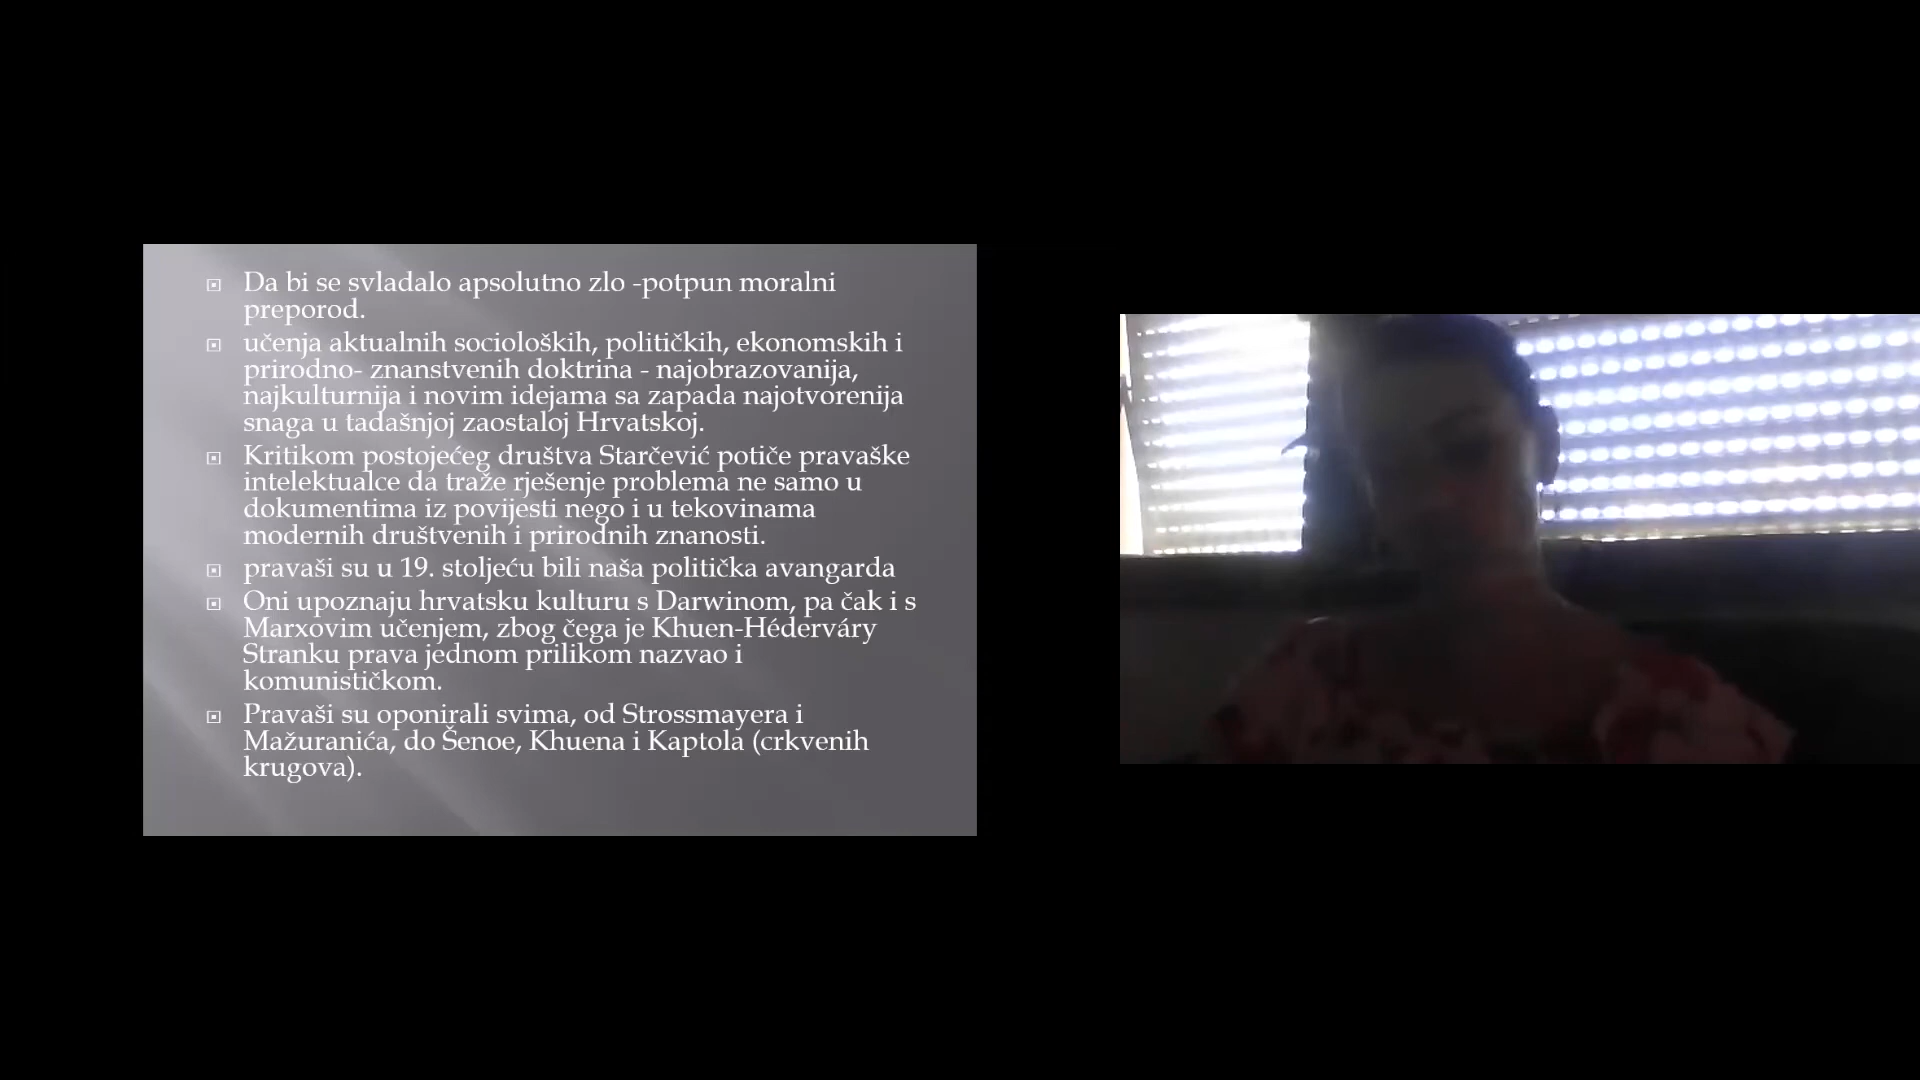 Da bi se svladalo apsolutno zlo -potpun moralni
preporod.
učenja aktualnih socioloških, političkih, ekonomskih i
prirodno- znanstvenih doktrina - najobrazovanija,
najkulturnija i novim idejama sa zapada najotvorenija
snaga u tadašnjoj zaostaloj Hrvatskoj.
Kritikom postojećeg društva Starčević potiče pravaške
intelektualce da traže rješenje problema ne samo u
dokumentima iz povijesti nego i u tekovinama
modernih društvenih i prirodnih znanosti.
pravaši su u 19. stoljeću bili naša politička avangarda
Oni upoznaju hrvatsku kulturu s Darwinom, pa čak i s
Marxovim učenjem, zbog čega je Khuen-Héderváry
Stranku prava jednom prilikom nazvao i
komunističkom.
Pravaši su oponirali svima, od Strossmayera i
Mažuranića, do Šenoe, Khuena i Kaptola (crkvenih
krugova).